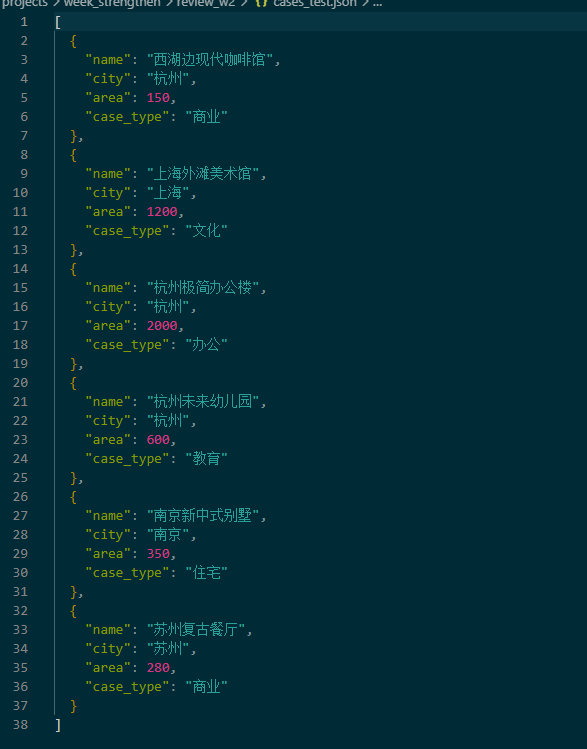 projects > week_strengthen > review_w2 > {} cases_test.json > ...
1 [
2 {
3 "name": "西湖边现代咖啡馆",
4 "city": "杭州",
5 "area": 150,
6 "case_type": "商业"
7 },
8 {
9 "name": "上海外滩美术馆",
10 "city": "上海",
11 "area": 1200,
12 "case_type": "文化"
13 },
14 {
15 "name": "杭州极简办公楼",
16 "city": "杭州",
17 "area": 2000,
18 "case_type": "办公"
19 },
20 {
21 "name": "杭州未来幼儿园",
22 "city": "杭州",
23 "area": 600,
24 "case_type": "教育"
25 },
26 {
27 "name": "南京新中式别墅",
28 "city": "南京",
29 "area": 350,
30 "case_type": "住宅"
31 },
32 {
33 "name": "苏州复古餐厅",
34 "city": "苏州",
35 "area": 280,
36 "case_type": "商业"
37 }
38 ]